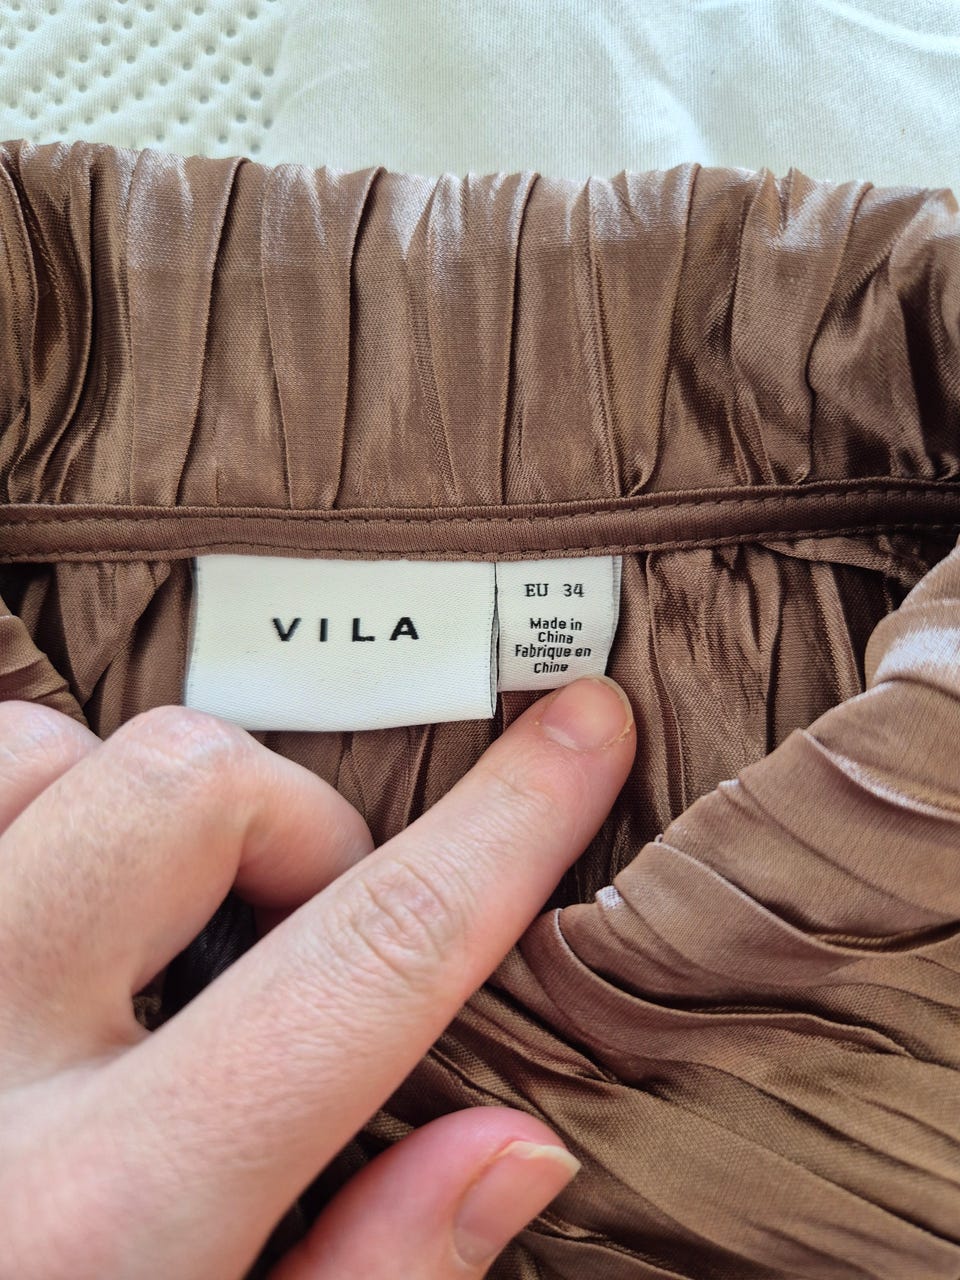 VILA
EU 34
Made in
China
Fabrique en
Chine